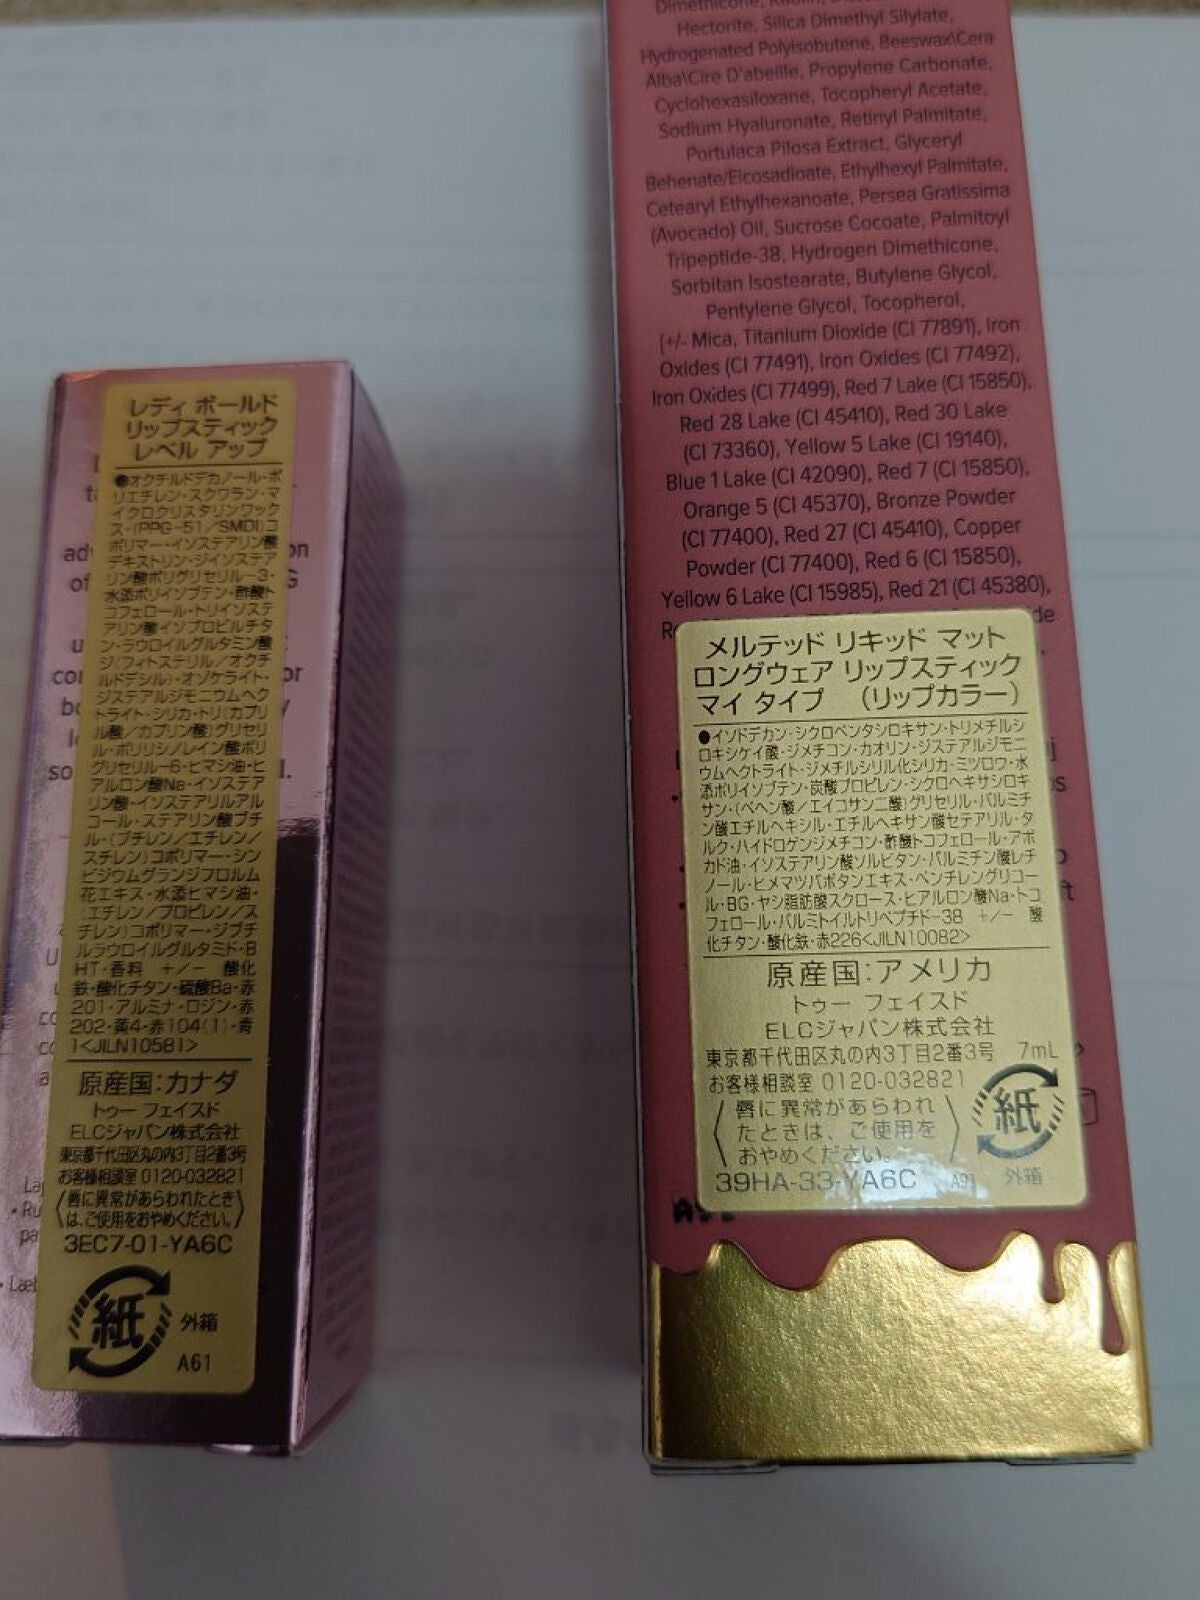 レディ ボールド
リップスティック
レベル アップ
●オクチルドデカノール・ポ
リエチレン・スクワラン・マ
イクロクリスタリンワック
ス・(PPG-51/SMDI)コ
ポリマー・イソステアリン酸
デキストリン・ジイソステア
リン酸ポリグリセリル-3・
水添ポリイソブテン・酢酸ト
コフェロール・トリイソステ
アリン酸イソプロピルチタ
ン・ラウロイルグルタミン酸
ジ(フィトステリル/オクチ
ルドデシル)・オゾケライト・
ジステアルジモニウムヘク
トライト・シリカ・トリ(カプリ
ル酸/カプリン酸)グリセリ
ル・ポリリシノレイン酸ポリ
グリセリル-6・ヒマシ油・ヒ
アルロン酸Na・イソステア
リン酸・イソステアリルアル
コール・ステアリン酸ブチ
ル・(ブチレン/エチレン/
スチレン)コポリマー・シン
ビジウムグランジフロルム
花エキス・水添ヒマシ油・
(エチレン/プロピレン/ス
チレン)コポリマー・ジブチ
ルラウロイルグルタミド・B
HT・香料 +/- 酸化
鉄・酸化チタン・硫酸Ba・赤
201・アルミナ・ロジン・赤
202・黄4・赤104(1)・青
1<JILN10581>
原産国:カナダ
トゥー フェイスド
ELCジャパン株式会社
東京都千代田区丸の内3丁目2番3号
お客様相談室 0120-032821
唇に異常があらわれたとき
は、ご使用をおやめください。
3EC7-01-YA6C
紙
外箱
A61
Hectorite, Silica Dimethyl Silylate,
Hydrogenated Polyisobutene, Beeswax\Cera
Alba\Cire D'abeille, Propylene Carbonate,
Cyclohexasiloxane, Tocopheryl Acetate,
Sodium Hyaluronate, Retinyl Palmitate,
Portulaca Pilosa Extract, Glyceryl
Behenate/Eicosadioate, Ethylhexyl Palmitate,
Cetearyl Ethylhexanoate, Persea Gratissima
(Avocado) Oil, Sucrose Cocoate, Palmitoyl
Tripeptide-38, Hydrogen Dimethicone,
Sorbitan Isostearate, Butylene Glycol,
Pentylene Glycol, Tocopherol,
[+/- Mica, Titanium Dioxide (CI 77891), Iron
Oxides (CI 77491), Iron Oxides (CI 77492),
Iron Oxides (CI 77499), Red 7 Lake (CI 15850),
Red 28 Lake (CI 45410), Red 30 Lake
(CI 73360), Yellow 5 Lake (CI 19140),
Blue 1 Lake (CI 42090), Red 7 (CI 15850),
Orange 5 (CI 45370), Bronze Powder
(CI 77400), Red 27 (CI 45410), Copper
Powder (CI 77400), Red 6 (CI 15850),
Yellow 6 Lake (CI 15985), Red 21 (CI 45380),
メルテッド リキッド マット
ロングウェア リップスティック
マイ タイプ (リップカラー)
●イソドデカン・シクロペンタシロキサン・トリメチルシ
ロキシケイ酸・ジメチコン・カオリン・ジステアルジモニ
ウムヘクトライト・ジメチルシリル化シリカ・ミツロウ・水
添ポリイソブテン・炭酸プロピレン・シクロヘキサシロキ
サン・(ベヘン酸/エイコサン二酸)グリセリル・パルミチ
ン酸エチルヘキシル・エチルヘキサン酸セテアリル・タ
ルク・ハイドロゲンジメチコン・酢酸トコフェロール・アボ
カド油・イソステアリン酸ソルビタン・パルミチン酸レチ
ノール・ヒメマツバボタンエキス・ペンチレングリコー
ル・BG・ヤシ脂肪酸スクロース・ヒアルロン酸Na・トコ
フェロール・パルミトイルトリペプチド-38 +/- 酸
化チタン・酸化鉄・赤226<JILN10082>
原産国:アメリカ
トゥー フェイスド
ELCジャパン株式会社
東京都千代田区丸の内3丁目2番3号 7mL
お客様相談室 0120-032821
唇に異常があらわれ
たときは、ご使用を
おやめください。
39HA-33-YA6C A91
紙
外箱